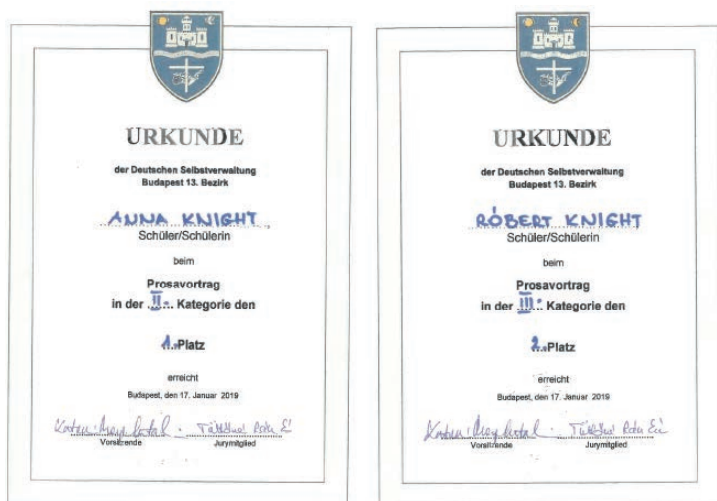 URKUNDE
der Deutschen Selbstverwaltung
Budapest 13. Bezirk
ANNA KNIGHT
Schüler/Schülerin
beim
Prosavortrag
in der II. Kategorie den
1. Platz
erreicht
Budapest, den 17. Januar 2019
Vorsitzende
Jurymitglied
URKUNDE
der Deutschen Selbstverwaltung
Budapest 13. Bezirk
RÓBERT KNIGHT
Schüler/Schülerin
beim
Prosavortrag
in der III. Kategorie den
2. Platz
erreicht
Budapest, den 17. Januar 2019
Vorsitzende
Jurymitglied